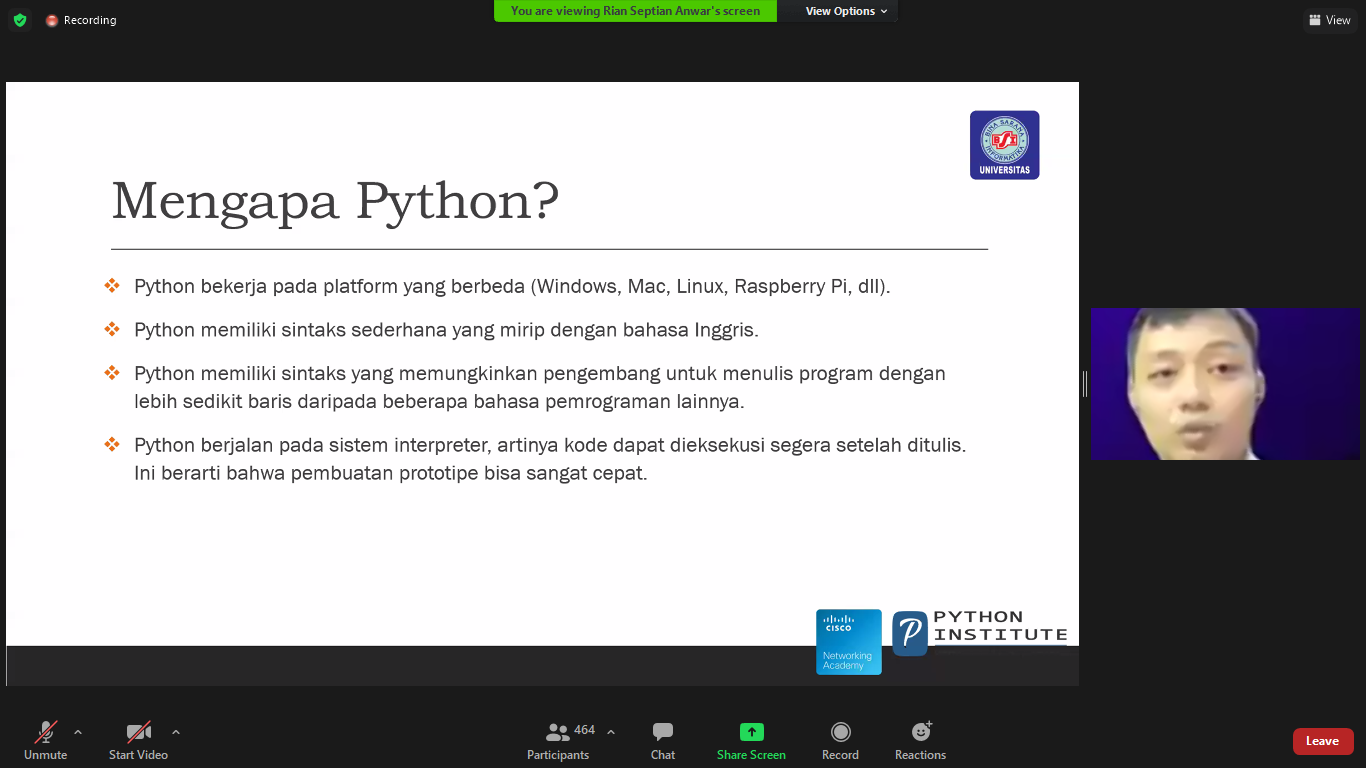 Recording
You are viewing Rian Septian Anwar's screen
View Options
View
BINA SARANA
BSI
INFORMATIKA
UNIVERSITAS
Mengapa Python?
Python bekerja pada platform yang berbeda (Windows, Mac, Linux, Raspberry Pi, dll).
Python memiliki sintaks sederhana yang mirip dengan bahasa Inggris.
Python memiliki sintaks yang memungkinkan pengembang untuk menulis program dengan
lebih sedikit baris daripada beberapa bahasa pemrograman lainnya.
Python berjalan pada sistem interpreter, artinya kode dapat dieksekusi segera setelah ditulis.
Ini berarti bahwa pembuatan prototipe bisa sangat cepat.
CISCO
Networking
Academy
P
PYTHON
INSTITUTE
Unmute
Start Video
464
Participants
Chat
Share Screen
Record
Reactions
Leave